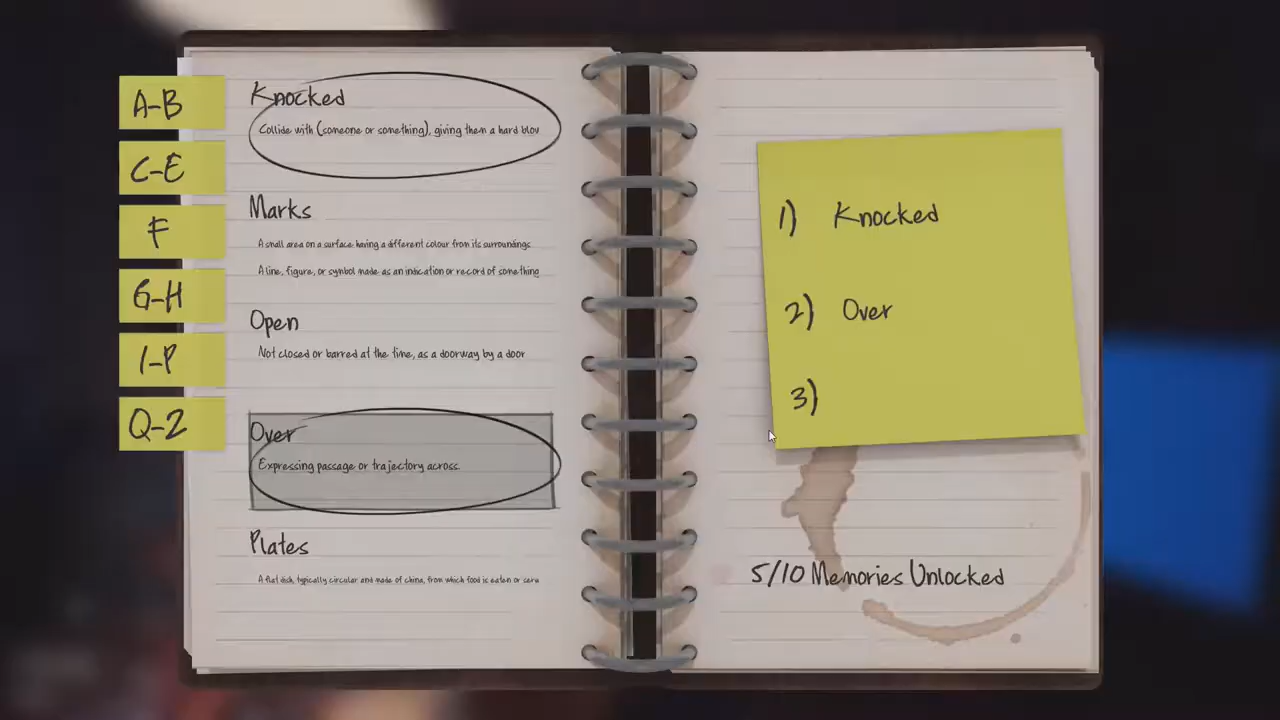 A-B
C-E
F
G-H
I-P
Q-Z
Knocked
Collide with (someone or something), giving them a hard blow
Marks
A small area on a surface having a different colour from its surroundings
A line, figure, or symbol made as an indication or record of something
Open
Not closed or barred at the time, as a doorway by a door
Over
Expressing passage or trajectory across.
Plates
A flat dish, typically circular and made of china, from which food is eaten or
1) Knocked
2) Over
3)
5/10 Memories Unlocked